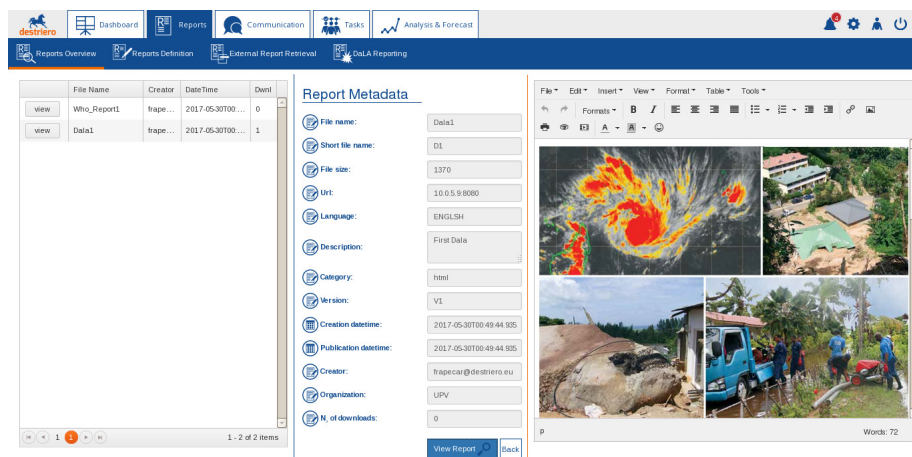 destriero
Dashboard
Reports
Communication
Tasks
Analysis & Forecast
4
Reports Overview
Reports Definition
External Report Retrieval
DaLA Reporting
File Name Creator DateTime Dwnl
view Who_Report1 frape... 2017-05-30T00:... 0
view Dala1 frape... 2017-05-30T00:... 1
1 1
1 - 2 of 2 items
Report Metadata
File name: Dala1
Short file name: D1
File size: 1370
Url: 10.0.5.9:8080
Language: ENGLSH
Description: First Dala
Category: html
Version: V1
Creation datetime: 2017-05-30T00:49:44.935
Publication datetime: 2017-05-30T00:49:44.935
Creator: frapecar@destriero.eu
Organization: UPV
N. of downloads: 0
View Report Back
File Edit Insert View Format Table Tools
Formats B I
A A
p Words: 72